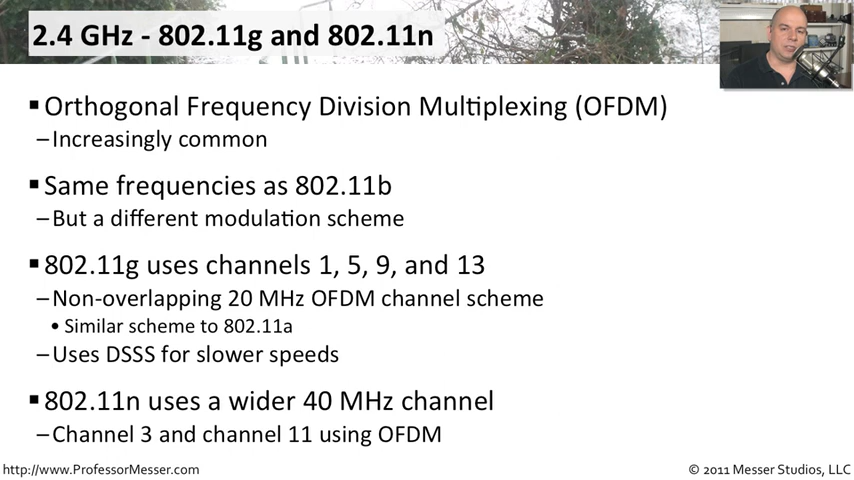 2.4 GHz - 802.11g and 802.11n
▪ Orthogonal Frequency Division Multiplexing (OFDM)
–Increasingly common
▪ Same frequencies as 802.11b
–But a different modulation scheme
▪ 802.11g uses channels 1, 5, 9, and 13
–Non-overlapping 20 MHz OFDM channel scheme
• Similar scheme to 802.11a
–Uses DSSS for slower speeds
▪ 802.11n uses a wider 40 MHz channel
–Channel 3 and channel 11 using OFDM
http://www.ProfessorMesser.com
© 2011 Messer Studios, LLC